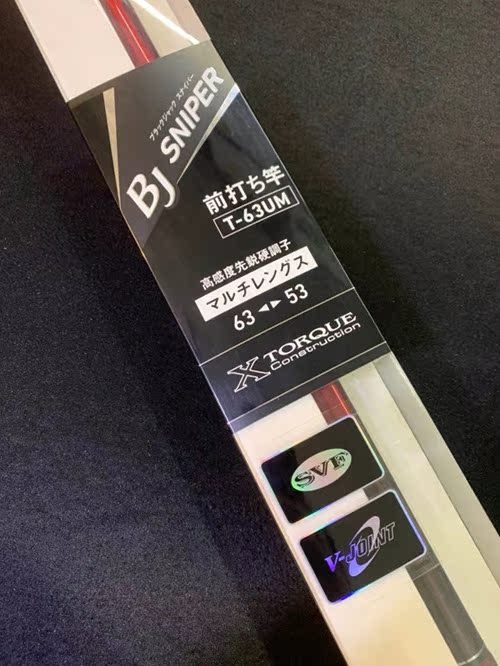 ブラックジャック スナイパー
BJ SNIPER
前打ち竿
T-63UM
高感度先鋭硬調子
マルチレングス
63 ◄► 53
X TORQUE
Construction
SVF
V-JOINT